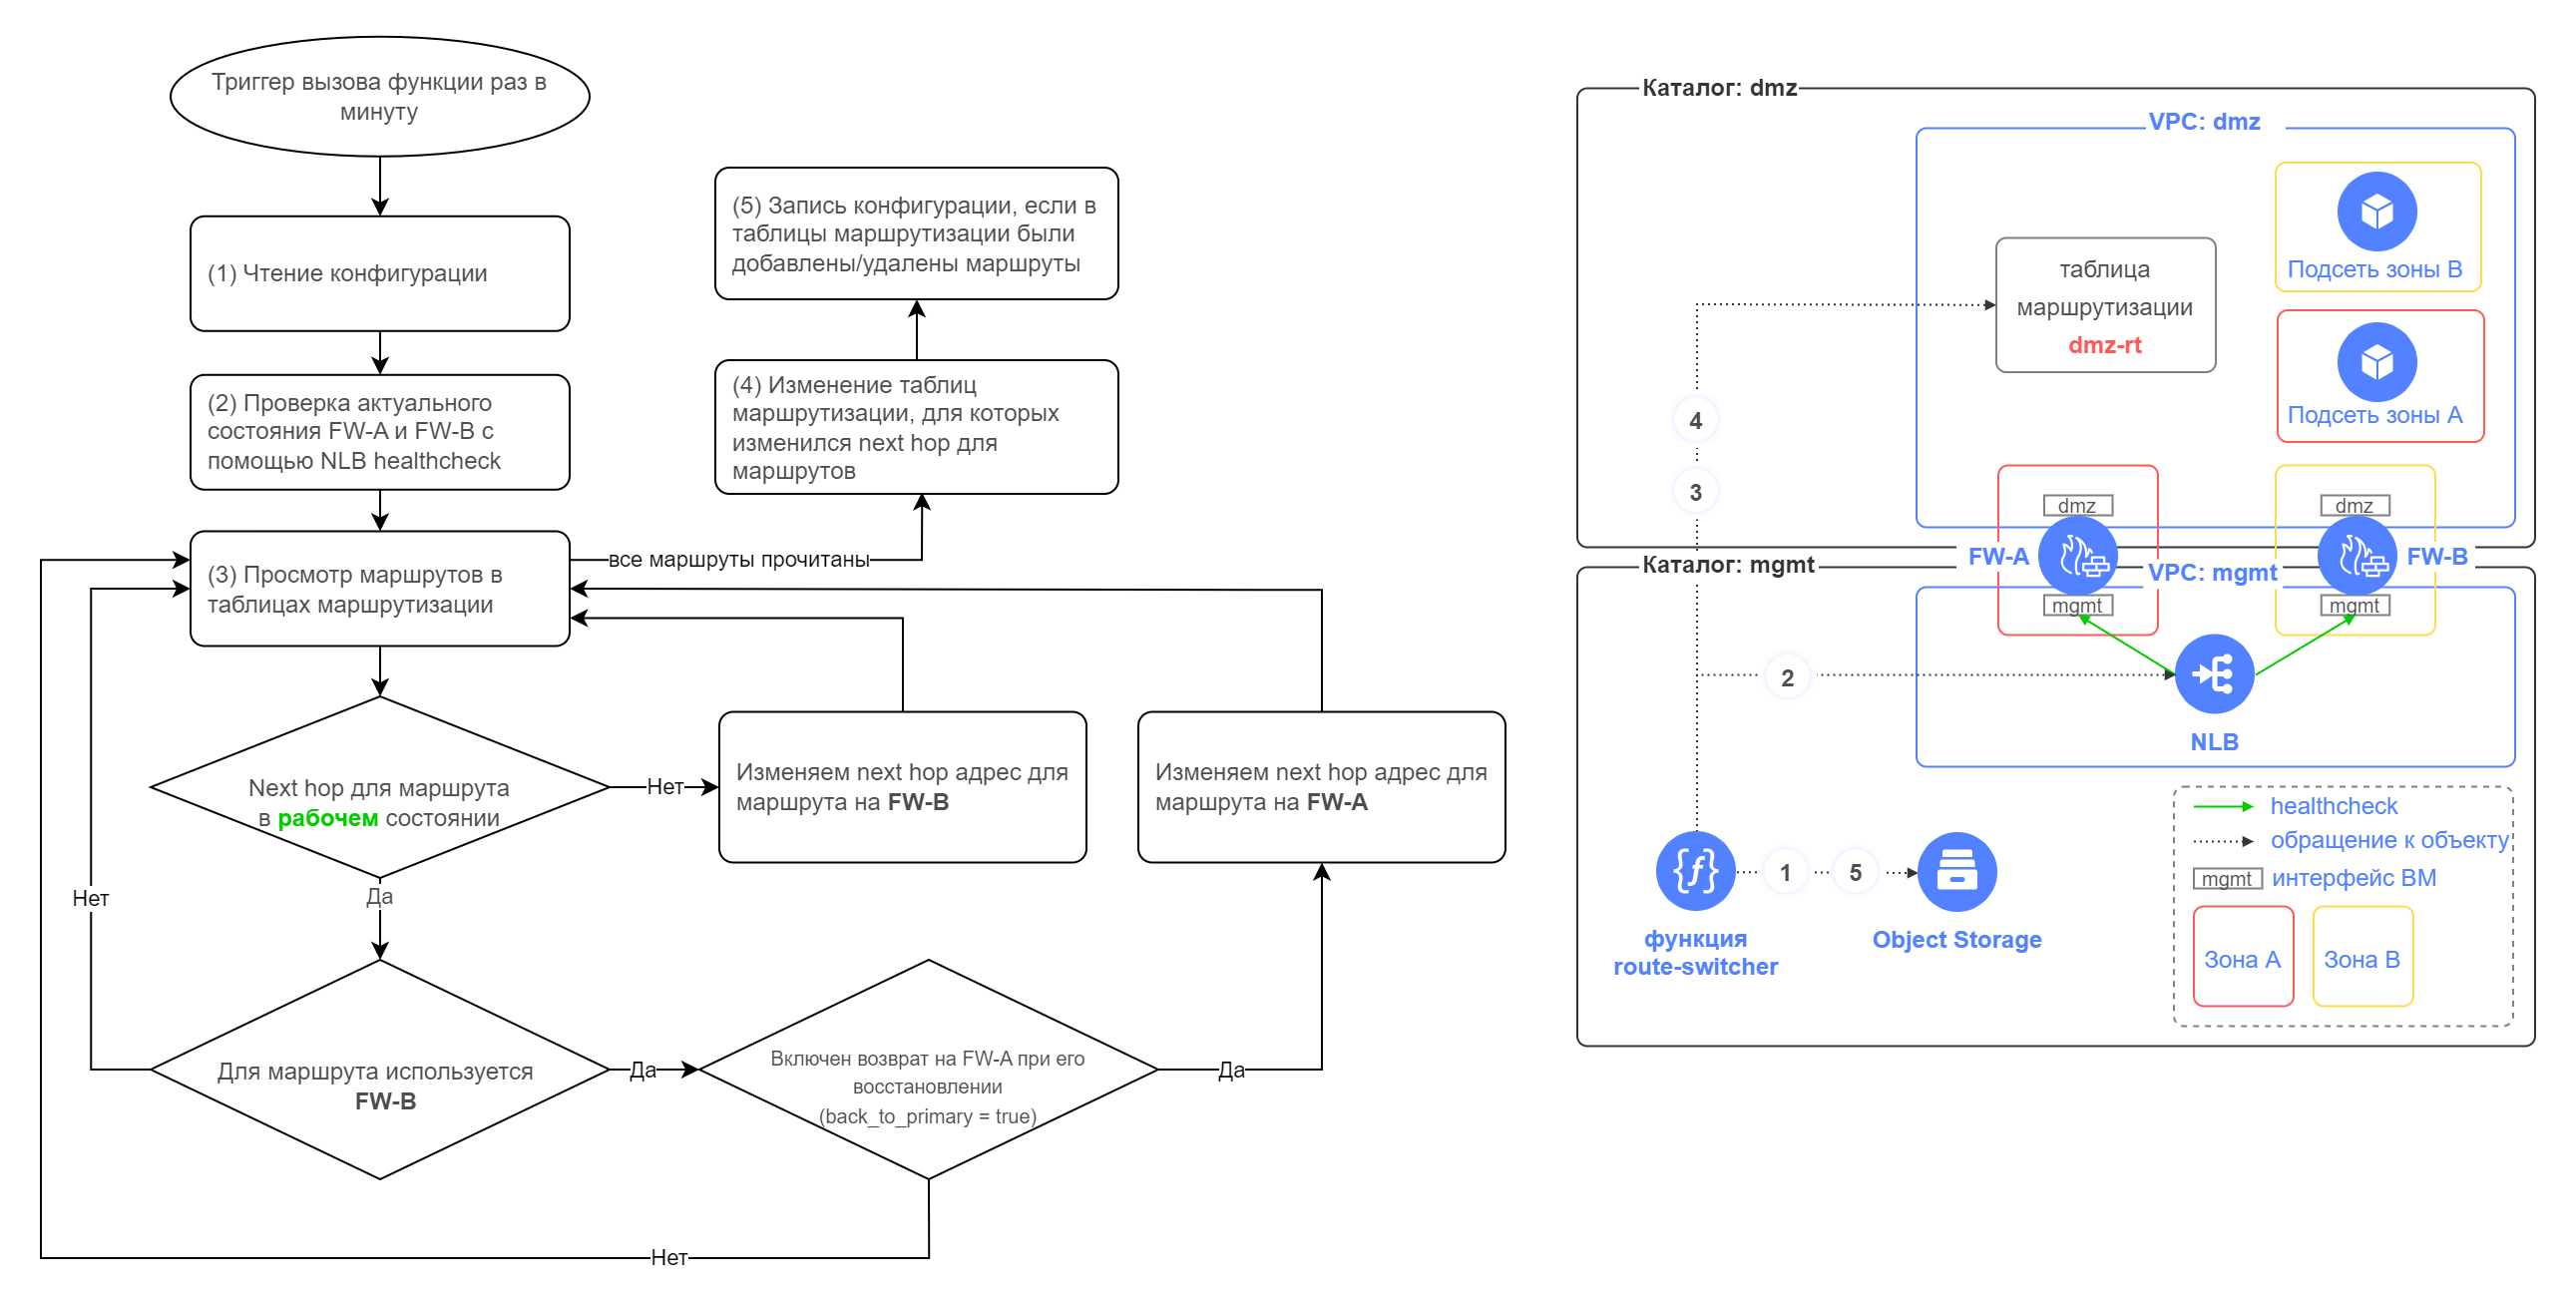 Триггер вызова функции раз в
минуту
(1) Чтение конфигурации
(2) Проверка актуального
состояния FW-A и FW-B с
помощью NLB healthcheck
(3) Просмотр маршрутов в
таблицах маршрутизации
все маршруты прочитаны
(5) Запись конфигурации, если в
таблицы маршрутизации были
добавлены/удалены маршруты
(4) Изменение таблиц
маршрутизации, для которых
изменился next hop для
маршрутов
Next hop для маршрута
в рабочем состоянии
Нет
Изменяем next hop адрес для
маршрута на FW-B
Изменяем next hop адрес для
маршрута на FW-A
Да
Нет
Для маршрута используется
FW-B
Да
Включен возврат на FW-A при его
восстановлении
(back_to_primary = true)
Да
Нет
Каталог: dmz
VPC: dmz
таблица
маршрутизации
dmz-rt
Подсеть зоны B
Подсеть зоны A
4
3
dmz
dmz
FW-A
FW-B
Каталог: mgmt
VPC: mgmt
mgmt
mgmt
2
NLB
1
5
функция
route-switcher
Object Storage
healthcheck
обращение к объекту
mgmt
интерфейс ВМ
Зона A
Зона B